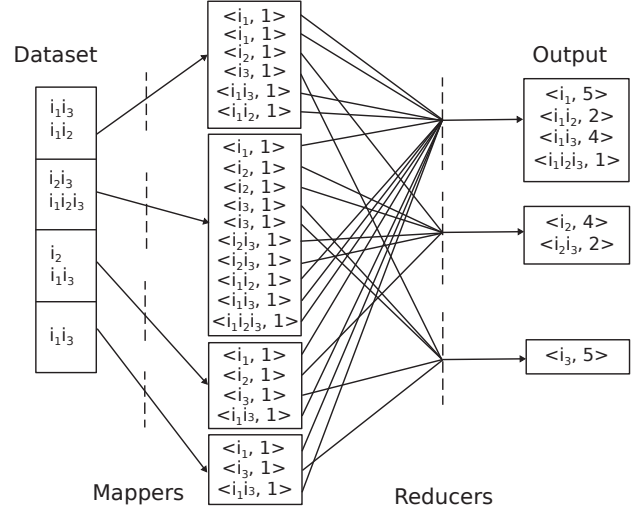 Dataset
i₁i₃
i₁i₂
i₂i₃
i₁i₂i₃
i₂
i₁i₃
i₁i₃
Mappers
<i₁, 1>
<i₁, 1>
<i₂, 1>
<i₃, 1>
<i₁i₃, 1>
<i₁i₂, 1>
<i₁, 1>
<i₂, 1>
<i₂, 1>
<i₃, 1>
<i₃, 1>
<i₂i₃, 1>
<i₂i₃, 1>
<i₁i₂, 1>
<i₁i₃, 1>
<i₁i₂i₃, 1>
<i₁, 1>
<i₂, 1>
<i₃, 1>
<i₁i₃, 1>
<i₁, 1>
<i₃, 1>
<i₁i₃, 1>
Reducers
Output
<i₁, 5>
<i₁i₂, 2>
<i₁i₃, 4>
<i₁i₂i₃, 1>
<i₂, 4>
<i₂i₃, 2>
<i₃, 5>